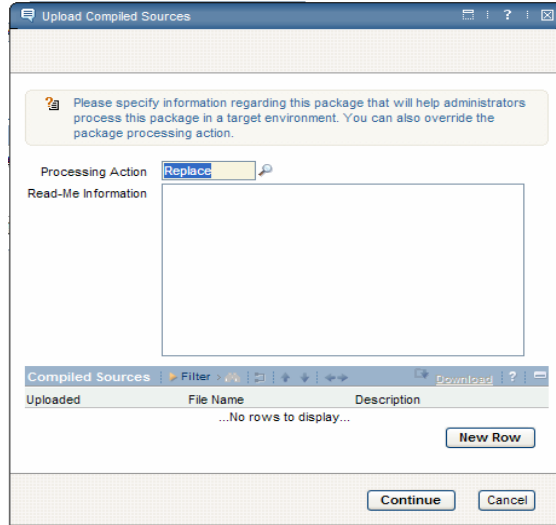 Upload Compiled Sources
?
Please specify information regarding this package that will help administrators
process this package in a target environment. You can also override the
package processing action.
Processing Action Replace
Read-Me Information
Compiled Sources Filter Download ?
Uploaded File Name Description
...No rows to display...
New Row
Continue Cancel